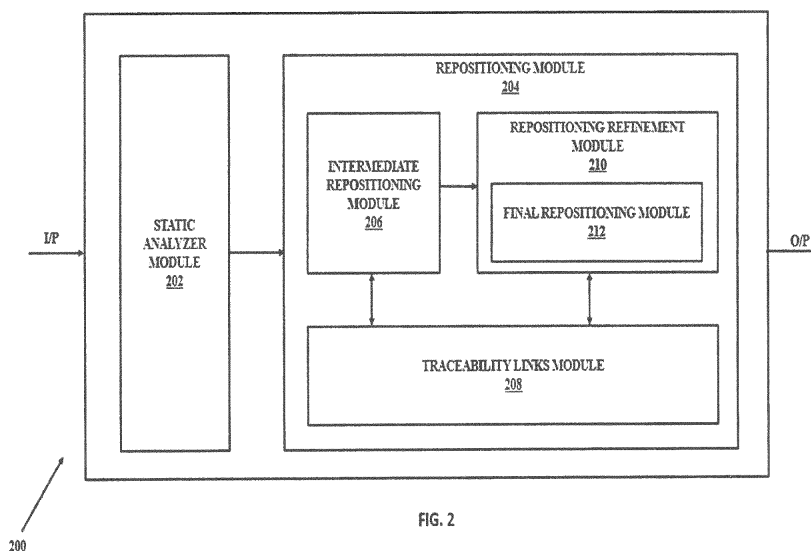 REPOSITIONING MODULE
204
REPOSITIONING REFINEMENT
MODULE
210
INTERMEDIATE
REPOSITIONING
MODULE
206
FINAL REPOSITIONING MODULE
212
STATIC
ANALYZER
MODULE
202
I/P
O/P
TRACEABILITY LINKS MODULE
208
FIG. 2
200